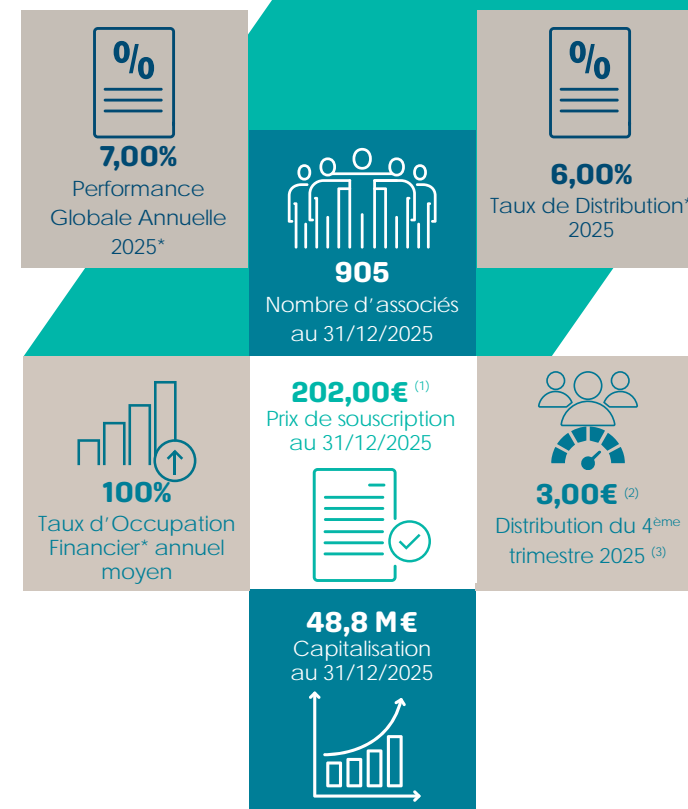 %
7,00%
Performance
Globale Annuelle
2025*
%
6,00%
Taux de Distribution*
2025
905
Nombre d'associés
au 31/12/2025
100%
Taux d'Occupation
Financier* annuel
moyen
202,00€ (1)
Prix de souscription
au 31/12/2025
3,00€ (2)
Distribution du 4ème
trimestre 2025 (3)
48,8 M€
Capitalisation
au 31/12/2025